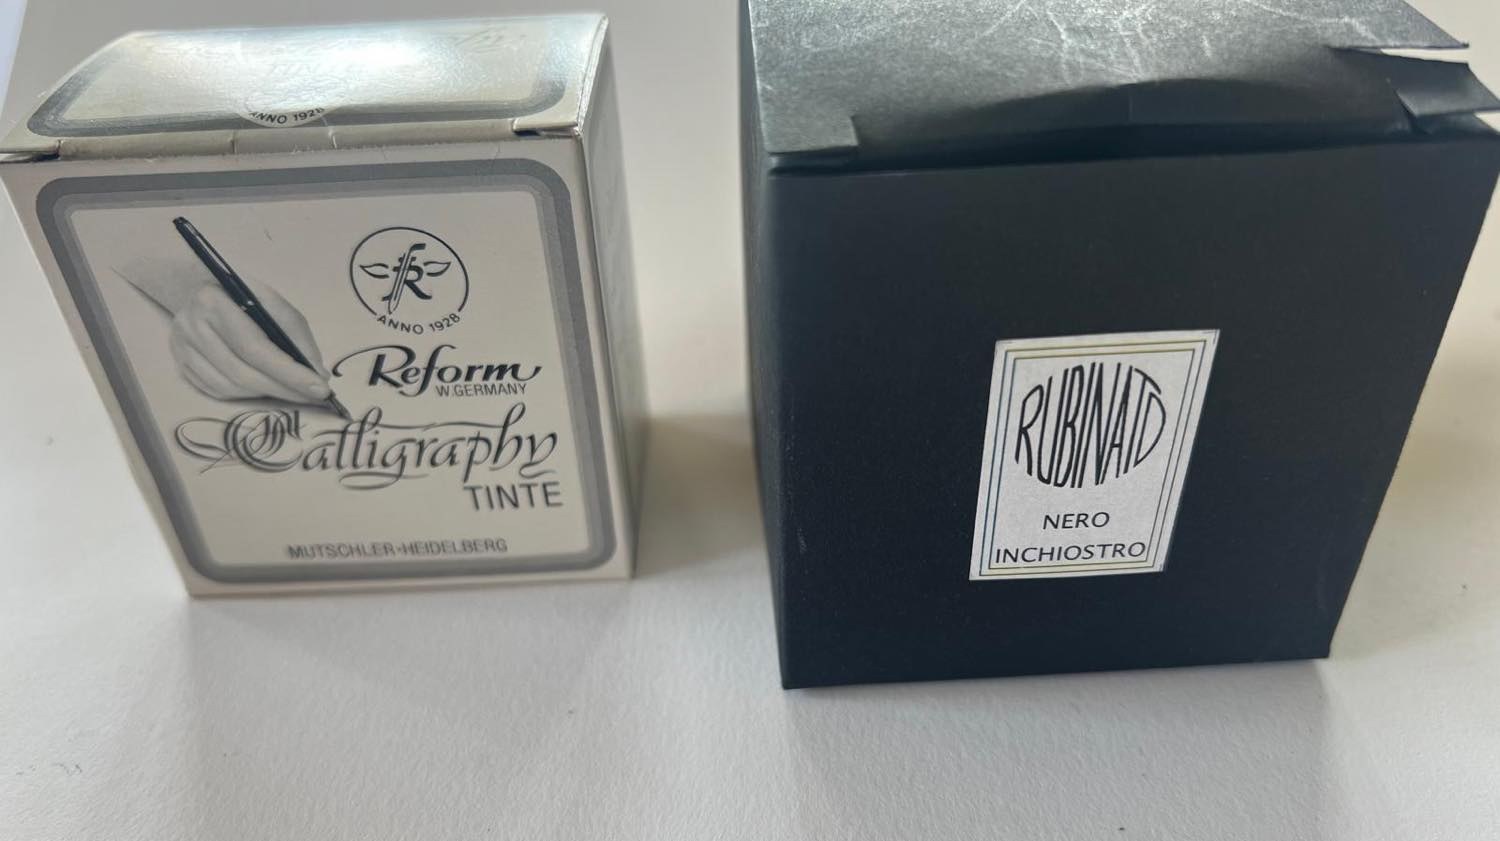 ANNO 1928
R
ANNO 1928
Reform
W.GERMANY
Calligraphy
TINTE
MUTSCHLER-HEIDELBERG
RUBINATO
NERO
INCHIOSTRO